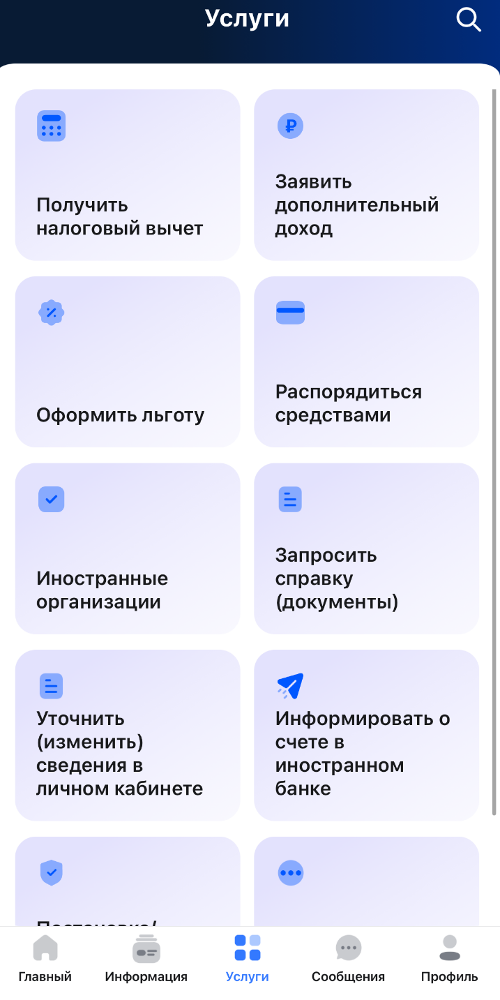 Услуги
Получить
налоговый вычет
Заявить
дополнительный
доход
Оформить льготу
Распорядиться
средствами
Иностранные
организации
Запросить
справку
(документы)
Уточнить
(изменить)
сведения в
личном кабинете
Информировать о
счете в
иностранном
банке
Главный
Информация
Услуги
Сообщения
Профиль